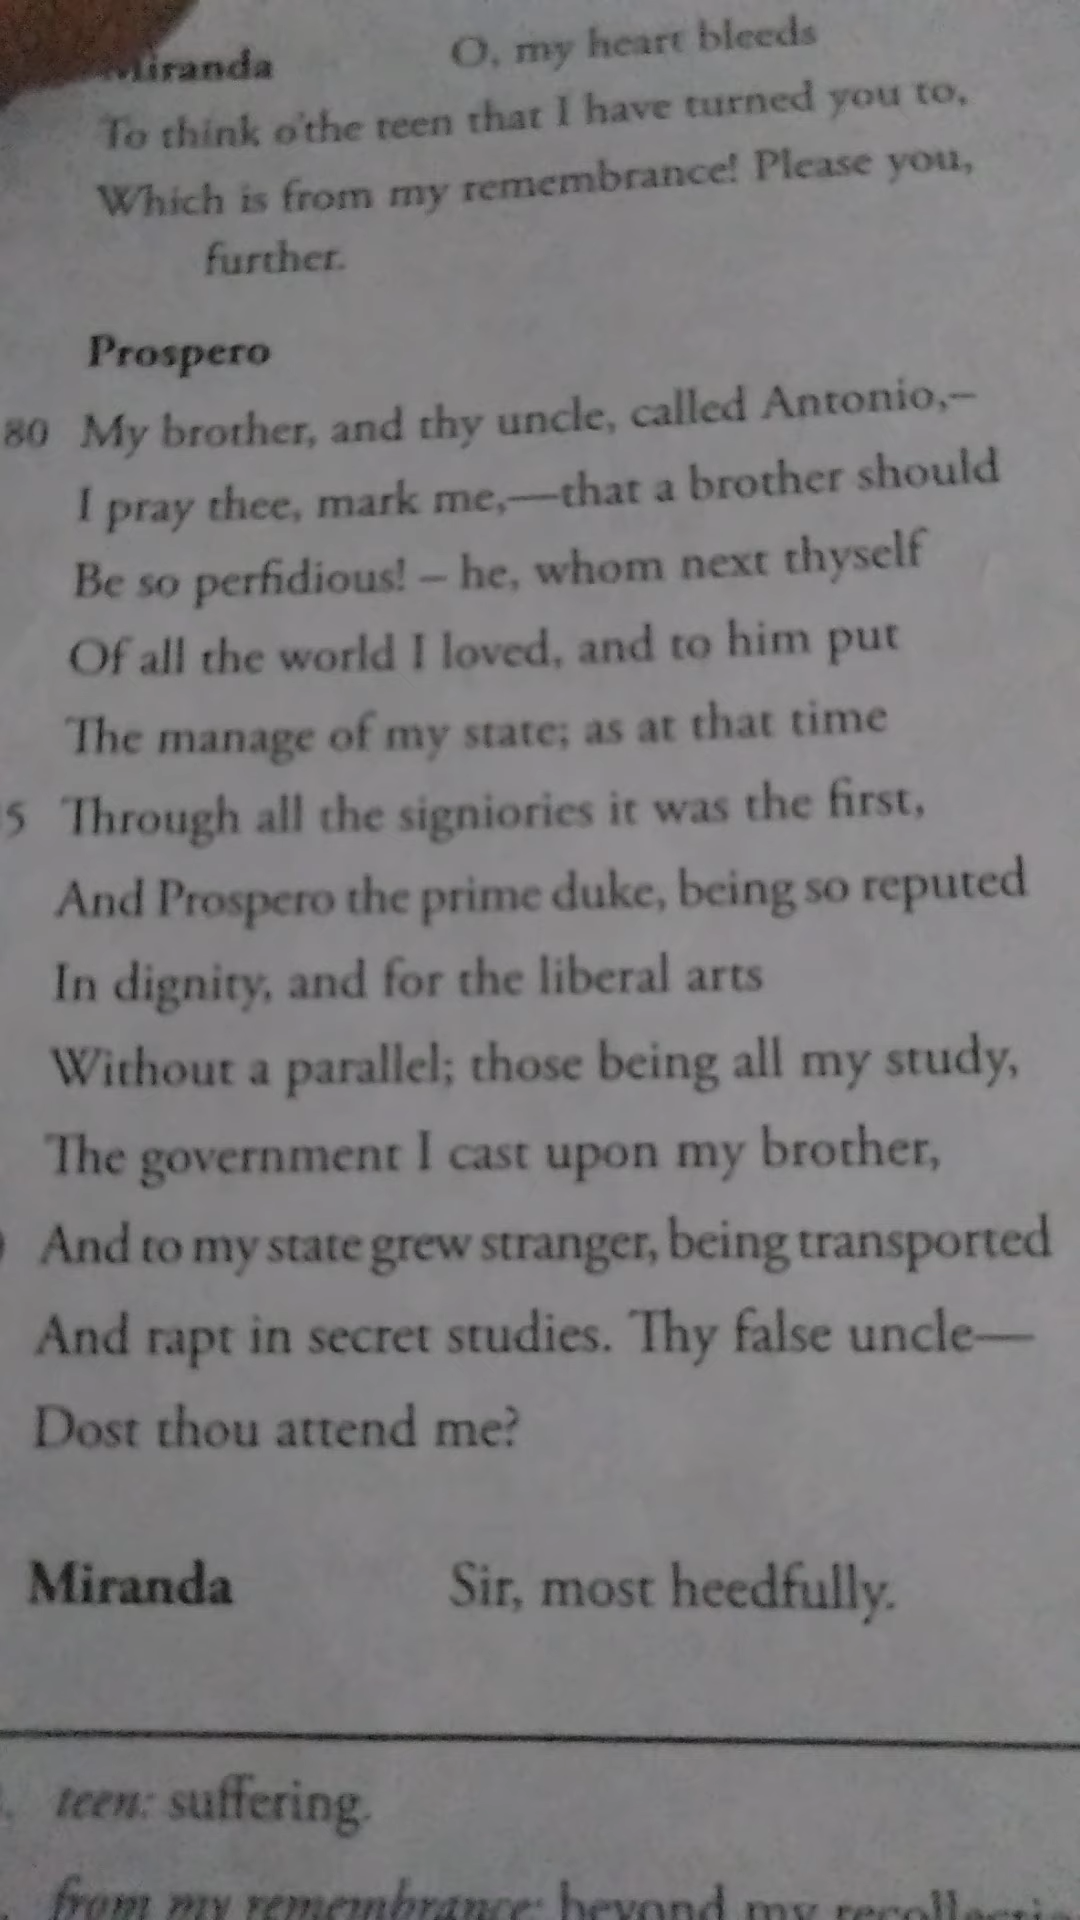 Miranda O, my heart bleeds
To think o'the teen that I have turned you to,
Which is from my remembrance! Please you,
further.
Prospero
80 My brother, and thy uncle, called Antonio,–
I pray thee, mark me,—that a brother should
Be so perfidious! – he, whom next thyself
Of all the world I loved, and to him put
The manage of my state; as at that time
5 Through all the signiories it was the first,
And Prospero the prime duke, being so reputed
In dignity, and for the liberal arts
Without a parallel; those being all my study,
The government I cast upon my brother,
And to my state grew stranger, being transported
And rapt in secret studies. Thy false uncle—
Dost thou attend me?
Miranda Sir, most heedfully.
teen: suffering.
from my remembrance: beyond my